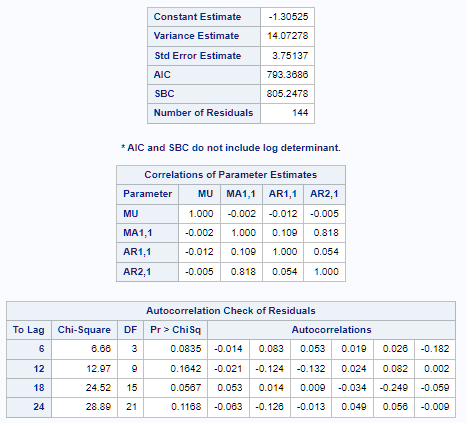 Constant Estimate -1.30525
Variance Estimate 14.07278
Std Error Estimate 3.75137
AIC 793.3686
SBC 805.2478
Number of Residuals 144
* AIC and SBC do not include log determinant.
Correlations of Parameter Estimates
Parameter MU MA1,1 AR1,1 AR2,1
MU 1.000 -0.002 -0.012 -0.005
MA1,1 -0.002 1.000 0.109 0.818
AR1,1 -0.012 0.109 1.000 0.054
AR2,1 -0.005 0.818 0.054 1.000
Autocorrelation Check of Residuals
To Lag Chi-Square DF Pr > ChiSq Autocorrelations
6 6.66 3 0.0835 -0.014 0.083 0.053 0.019 0.026 -0.182
12 12.97 9 0.1642 -0.021 -0.124 -0.132 0.024 0.082 0.002
18 24.52 15 0.0567 0.053 0.014 0.009 -0.034 -0.249 -0.059
24 28.89 21 0.1168 -0.063 -0.126 -0.013 0.049 0.056 -0.009